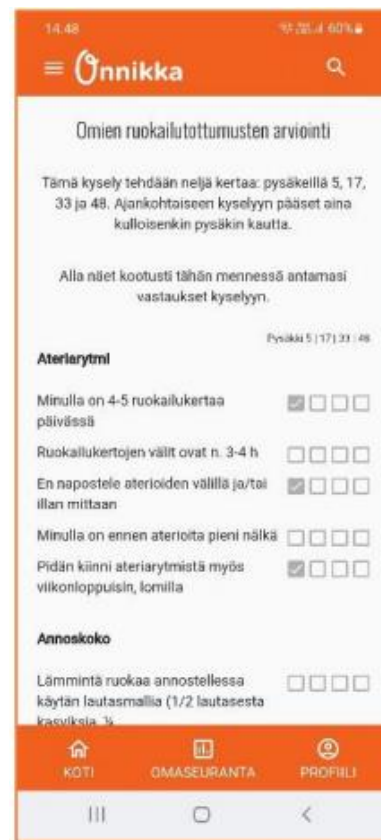 14.48 60%
Onnikka
Omien ruokailutottumusten arviointi
Tämä kysely tehdään neljä kertaa: pysäkeillä 5, 17,
33 ja 48. Ajankohtaiseen kyselyyn pääset aina
kulloisenkin pysäkin kautta.
Alla näet kootusti tähän mennessä antamasi
vastaukset kyselyyn.
Pysäkki 5 | 17 | 33 | 48
Ateriarytmi
Minulla on 4-5 ruokailukertaa
päivässä
Ruokailukertojen välit ovat n. 3-4 h
En napostele aterioiden välillä ja/tai
illan mittaan
Minulla on ennen aterioita pieni nälkä
Pidän kiinni ateriarytmistä myös
viikonloppuisin, lomilla
Annoskoko
Lämmintä ruokaa annostellessa
käytän lautasmallia (1/2 lautasesta
kasviksia, ¼
KOTI OMASEURANTA PROFIILI